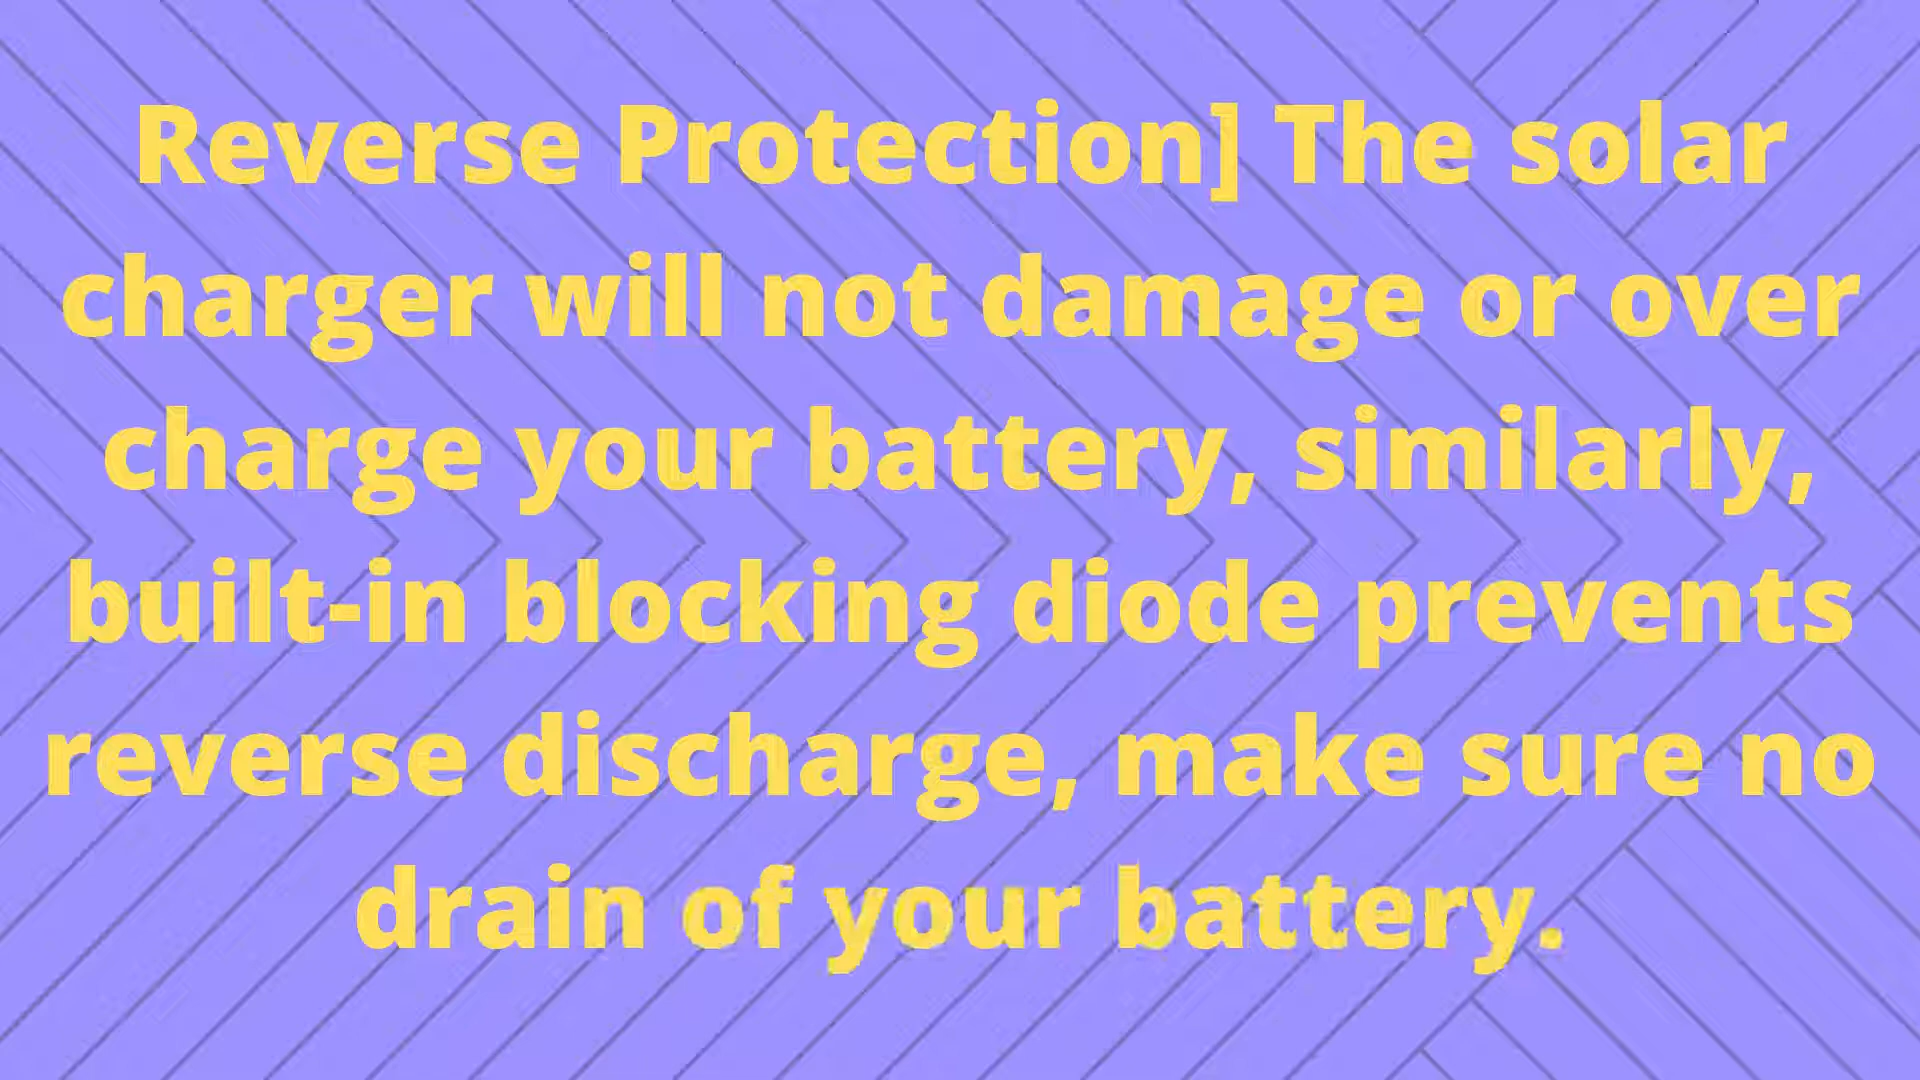 Reverse Protection] The solar
charger will not damage or over
charge your battery, similarly,
built-in blocking diode prevents
reverse discharge, make sure no
drain of your battery.